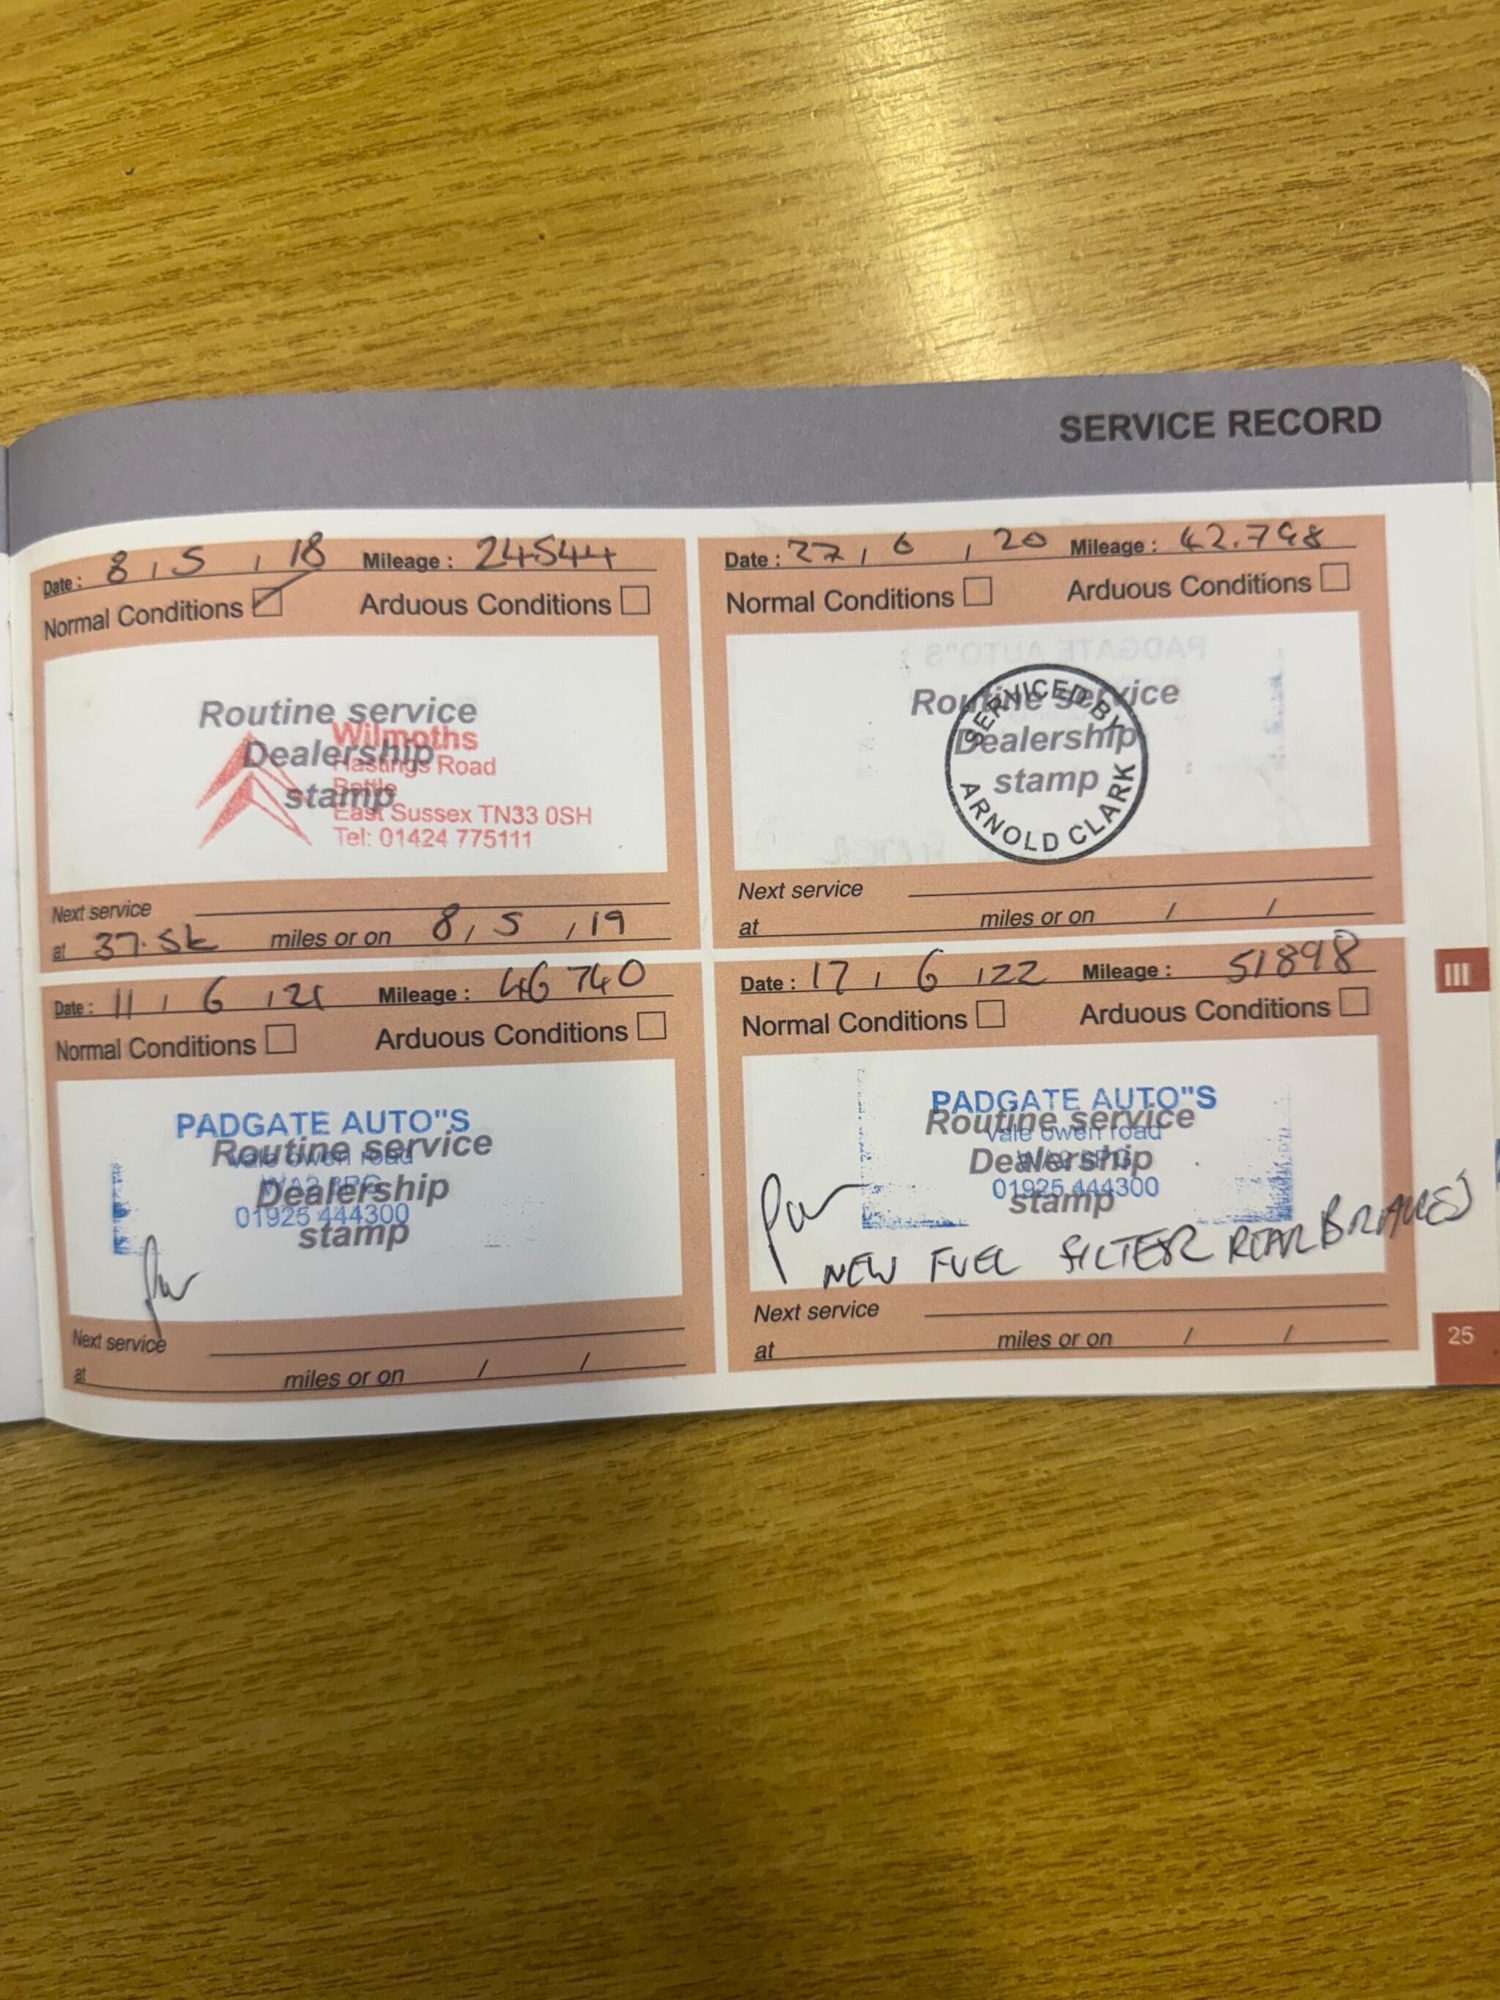 SERVICE RECORD
Date : 8 / 5 / 18 Mileage : 24544
Normal Conditions Arduous Conditions
Routine service
Dealership
stamp
Wilmoths
Hastings Road
Battle
East Sussex TN33 0SH
Tel: 01424 775111
Next service
at 37.5k miles or on 8 / 5 / 19
Date : 27 / 6 / 20 Mileage : 42.798
Normal Conditions Arduous Conditions
PADGATE AUTO"S
Routine service
Dealership
stamp
SERVICED BY
ARNOLD CLARK
Next service
at miles or on / /
Date : 11 / 6 / 21 Mileage : 46740
Normal Conditions Arduous Conditions
PADGATE AUTO"S
Routine service
vale owen road
Dealership
01925 444300
stamp
Next service
at miles or on / /
Date : 17 / 6 / 22 Mileage : 51898
Normal Conditions Arduous Conditions
PADGATE AUTO"S
Routine service
vale owen road
Dealership
01925 444300
stamp
NEW FUEL FILTER REAR BRAKES
Next service
at miles or on / /
III
25